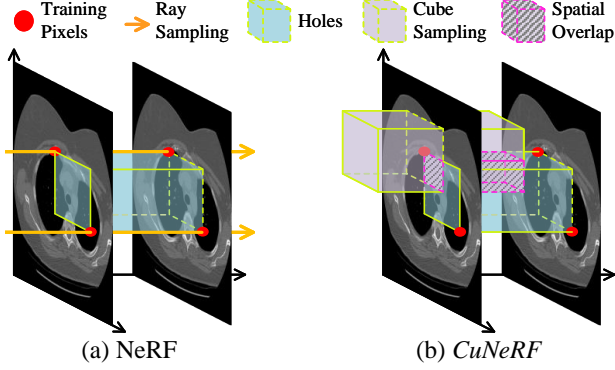 Training Pixels
Ray Sampling
Holes
Cube Sampling
Spatial Overlap
(a) NeRF
(b) CuNeRF